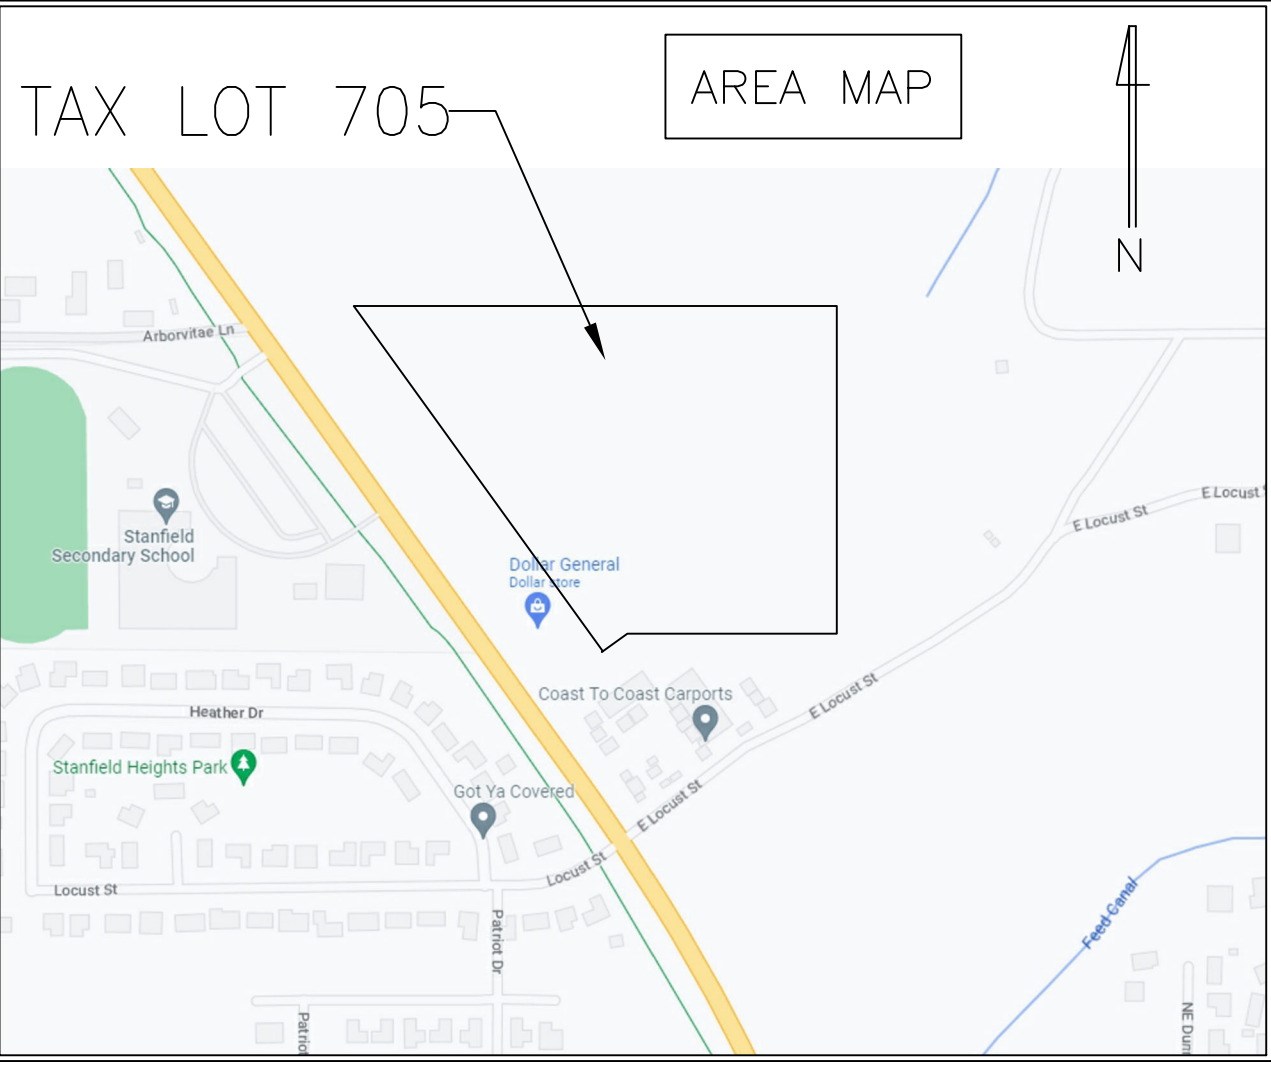 AREA MAP
TAX LOT 705
N
Arborvitae Ln
E Locust
E Locust St
Stanfield
Secondary School
Dollar General
Dollar store
E Locust St
Coast To Coast Carports
Heather Dr
Stanfield Heights Park
Got Ya Covered
E Locust St
Locust St
Locust St
Feed Canal
Patriot Dr
Patriot
NE Dun